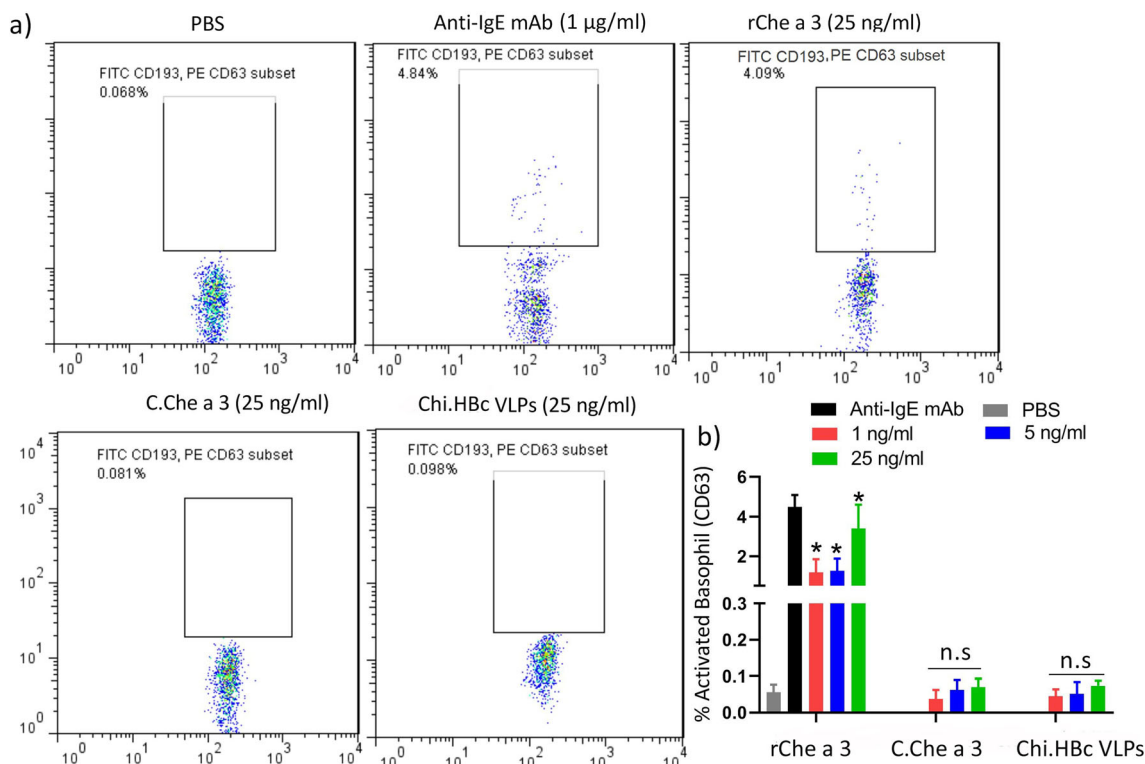 a)
PBS
Anti-IgE mAb (1 µg/ml)
rChe a 3 (25 ng/ml)
FITC CD193, PE CD63 subset
0.068%
FITC CD193, PE CD63 subset
4.84%
FITC CD193, PE CD63 subset
4.09%
10^0 10^1 10^2 10^3 10^4
10^0 10^1 10^2 10^3 10^4
10^0 10^1 10^2 10^3 10^4
C.Che a 3 (25 ng/ml)
Chi.HBc VLPs (25 ng/ml)
FITC CD193, PE CD63 subset
0.081%
FITC CD193, PE CD63 subset
0.098%
10^4
10^3
10^2
10^1
10^0
10^0 10^1 10^2 10^3 10^4
10^0 10^1 10^2 10^3 10^4
b)
Anti-IgE mAb
PBS
1 ng/ml
5 ng/ml
25 ng/ml
% Activated Basophil (CD63)
6
4
2
0.3
0.2
0.1
0.0
* * *
n.s
n.s
rChe a 3
C.Che a 3
Chi.HBc VLPs